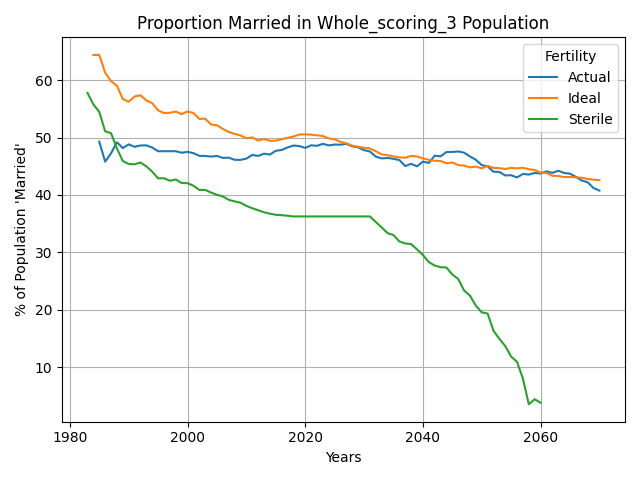 Proportion Married in Whole_scoring_3 Population
Fertility
Actual
Ideal
Sterile
% of Population 'Married'
60
50
40
30
20
10
1980 2000 2020 2040 2060
Years